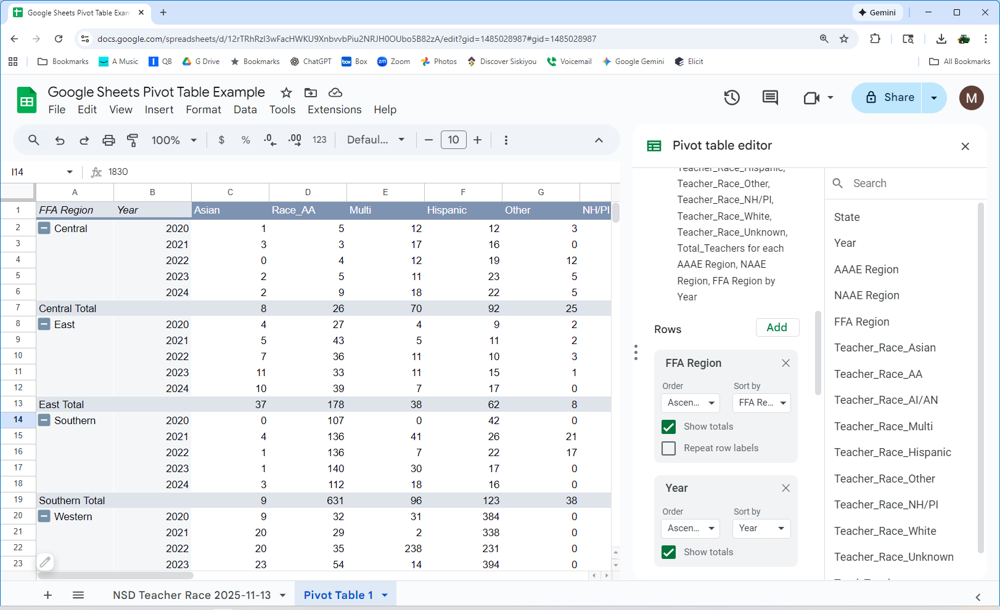 Google Sheets Pivot Table Exam
Gemini
docs.google.com/spreadsheets/d/12rTRhRzI3wFacHWKU9XnbvvbPiu2NRJH0OUbo5B82zA/edit?gid=1485028987#gid=1485028987
Bookmarks A Music QB G Drive Bookmarks ChatGPT box Box zm Zoom Photos Discover Siskiyou Voicemail Google Gemini Elicit All Bookmarks
Google Sheets Pivot Table Example
File Edit View Insert Format Data Tools Extensions Help
Share
M
100% $ % .0 .00 123 Defaul... 10
I14 fx 1830
A B C D E F G
1 FFA Region Year Asian Race_AA Multi Hispanic Other NH/PI
2 Central 2020 1 5 12 12 3
3 2021 3 3 17 16 0
4 2022 0 4 12 19 12
5 2023 2 5 11 23 5
6 2024 2 9 18 22 5
7 Central Total 8 26 70 92 25
8 East 2020 4 27 4 9 2
9 2021 5 43 5 11 2
10 2022 7 36 11 10 3
11 2023 11 33 11 15 1
12 2024 10 39 7 17 0
13 East Total 37 178 38 62 8
14 Southern 2020 0 107 0 42 0
15 2021 4 136 41 26 21
16 2022 1 136 7 22 17
17 2023 1 140 30 17 0
18 2024 3 112 18 16 0
19 Southern Total 9 631 96 123 38
20 Western 2020 9 32 31 384 0
21 2021 20 29 2 338 0
22 2022 20 35 238 231 0
23 2023 23 54 14 394 0
NSD Teacher Race 2025-11-13
Pivot Table 1
Pivot table editor
Teacher_Race_Hispanic,
Teacher_Race_Other,
Teacher_Race_NH/PI,
Teacher_Race_White,
Teacher_Race_Unknown,
Total_Teachers for each
AAAE Region, NAAE
Region, FFA Region by
Year
Rows
Add
FFA Region
Order Sort by
Ascen... FFA Re...
Show totals
Repeat row labels
Year
Order Sort by
Ascen... Year
Show totals
Search
State
Year
AAAE Region
NAAE Region
FFA Region
Teacher_Race_Asian
Teacher_Race_AA
Teacher_Race_AI/AN
Teacher_Race_Multi
Teacher_Race_Hispanic
Teacher_Race_Other
Teacher_Race_NH/PI
Teacher_Race_White
Teacher_Race_Unknown